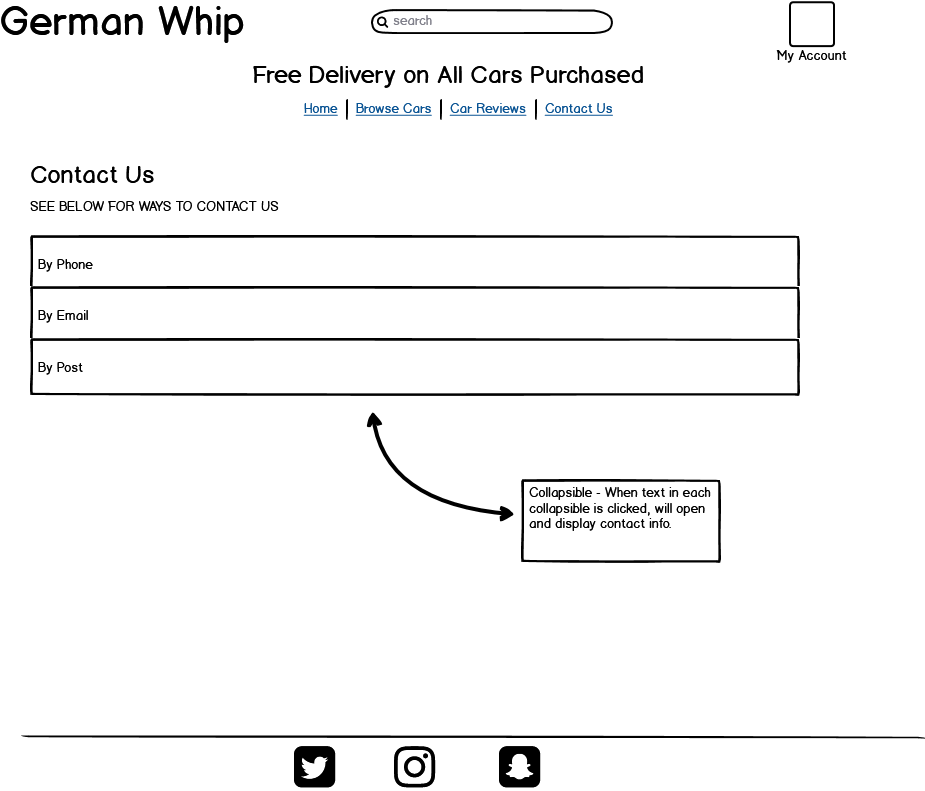 German Whip
search
My Account
Free Delivery on All Cars Purchased
Home
Browse Cars
Car Reviews
Contact Us
Contact Us
SEE BELOW FOR WAYS TO CONTACT US
By Phone
By Email
By Post
Collapsible - When text in each
collapsible is clicked, will open
and display contact info.